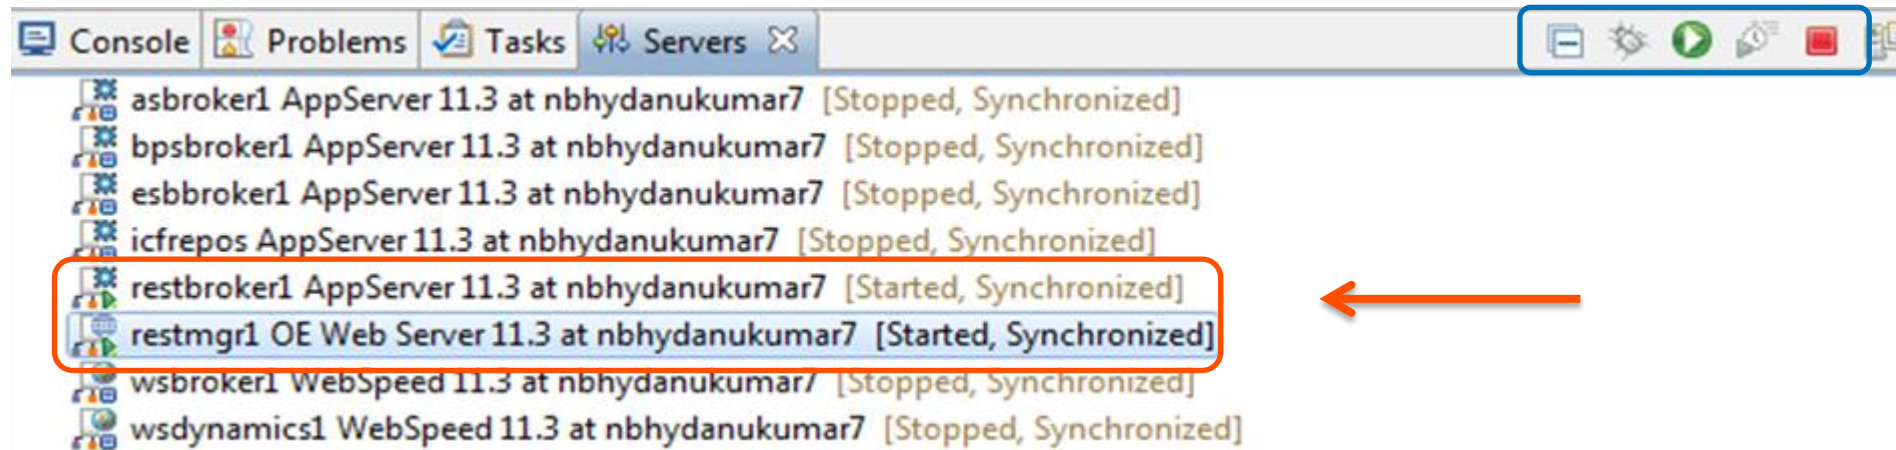 Console Problems Tasks Servers
asbroker1 AppServer 11.3 at nbhydanukumar7 [Stopped, Synchronized]
bpsbroker1 AppServer 11.3 at nbhydanukumar7 [Stopped, Synchronized]
esbbroker1 AppServer 11.3 at nbhydanukumar7 [Stopped, Synchronized]
icfrepos AppServer 11.3 at nbhydanukumar7 [Stopped, Synchronized]
restbroker1 AppServer 11.3 at nbhydanukumar7 [Started, Synchronized]
restmgr1 OE Web Server 11.3 at nbhydanukumar7 [Started, Synchronized]
wsbroker1 WebSpeed 11.3 at nbhydanukumar7 [Stopped, Synchronized]
wsdynamics1 WebSpeed 11.3 at nbhydanukumar7 [Stopped, Synchronized]